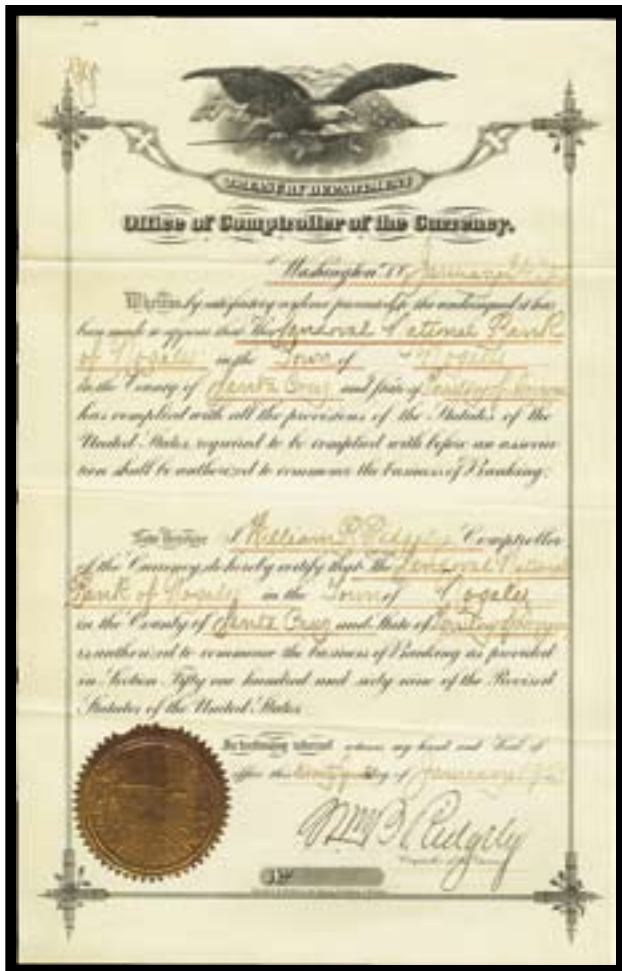 TREASURY DEPARTMENT
Office of Comptroller of the Currency.
Washington, January
Whereas, by satisfactory evidence presented to the undersigned, it has
been made to appear that The Sandoval National Bank
of Nogales in the Town of Nogales
in the County of Santa Cruz and State of
has complied with all the provisions of the Statutes of the
United States, required to be complied with before an associa-
tion shall be authorized to commence the business of Banking;
Now Therefore I William B Ridgely Comptroller
of the Currency, do hereby certify that The Sandoval National
Bank of Nogales in the Town of Nogales
in the County of Santa Cruz and State of
is authorized to commence the business of Banking as provided
in Section Fifty one hundred and sixty nine of the Revised
Statutes of the United States.
In testimony whereof witness my hand and Seal of
office this day of January
Wm B Ridgely
Comptroller of the Currency